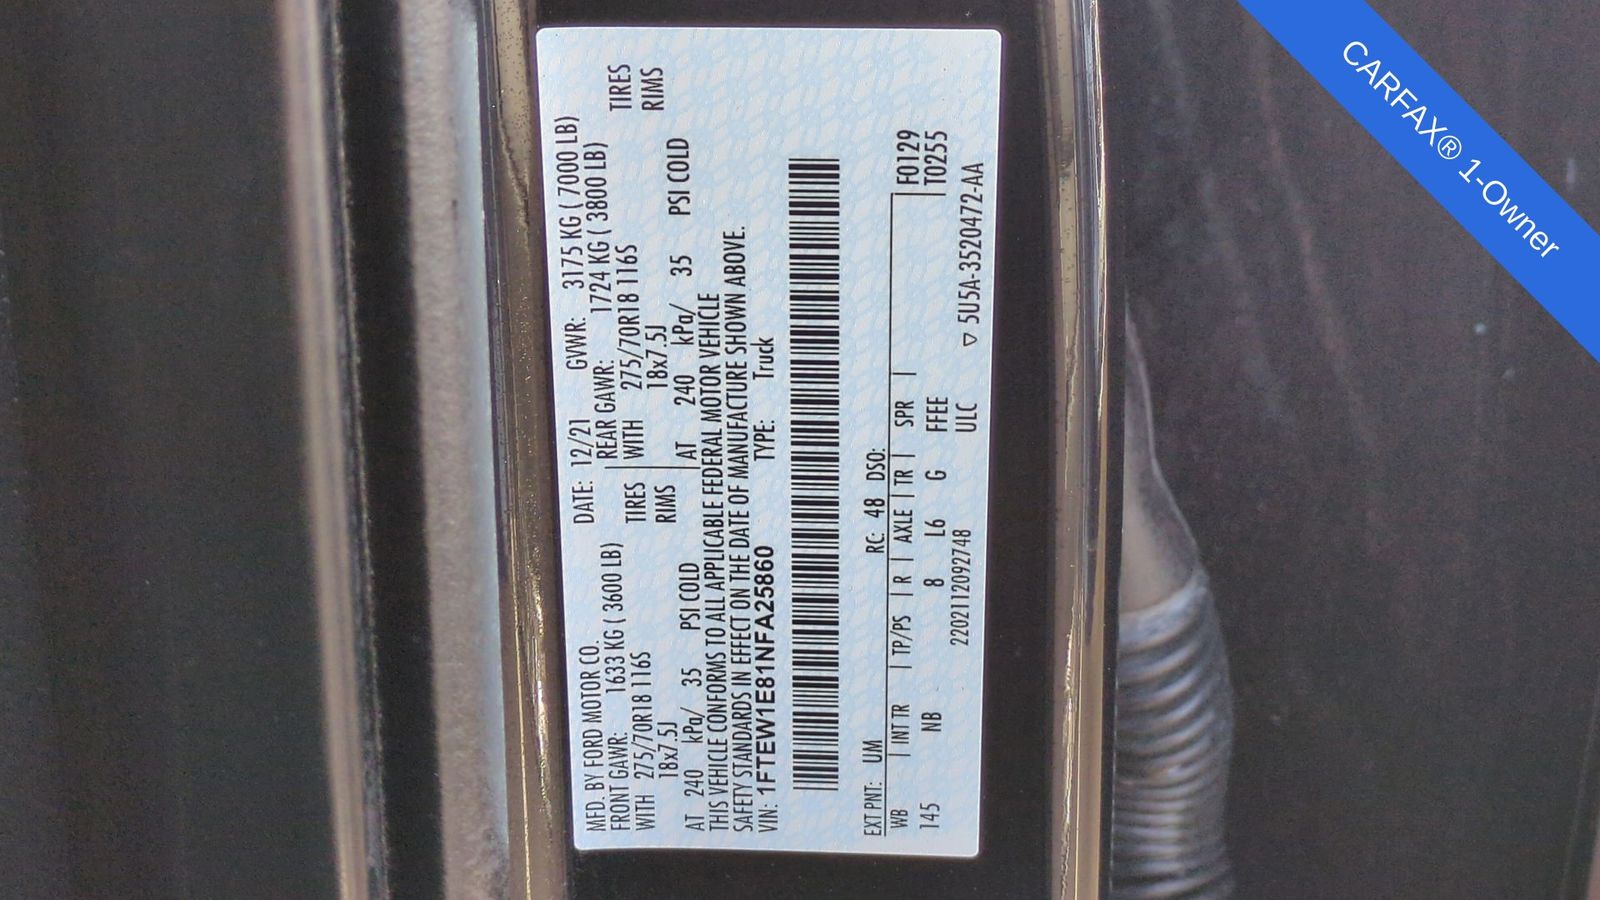 MFD. BY FORD MOTOR CO. DATE: 12/21 GVWR: 3175 KG ( 7000 LB)
FRONT GAWR: 1633 KG ( 3600 LB) REAR GAWR: 1724 KG ( 3800 LB)
WITH 275/70R18 116S TIRES WITH 275/70R18 116S TIRES
18x7.5J RIMS 18x7.5J RIMS
AT 240 kPa/ 35 PSI COLD AT 240 kPa/ 35 PSI COLD
THIS VEHICLE CONFORMS TO ALL APPLICABLE FEDERAL MOTOR VEHICLE
SAFETY STANDARDS IN EFFECT ON THE DATE OF MANUFACTURE SHOWN ABOVE.
VIN: 1FTEW1E81NFA25860 TYPE: Truck
EXT PNT: UM RC: 48 DSO:
WB INT TR TP/PS R AXLE TR SPR F0129
145 NB 8 L6 G FFEE T0255
2202112092748 ULC ▽ 5U5A-3520472-AA
CARFAX® 1-Owner